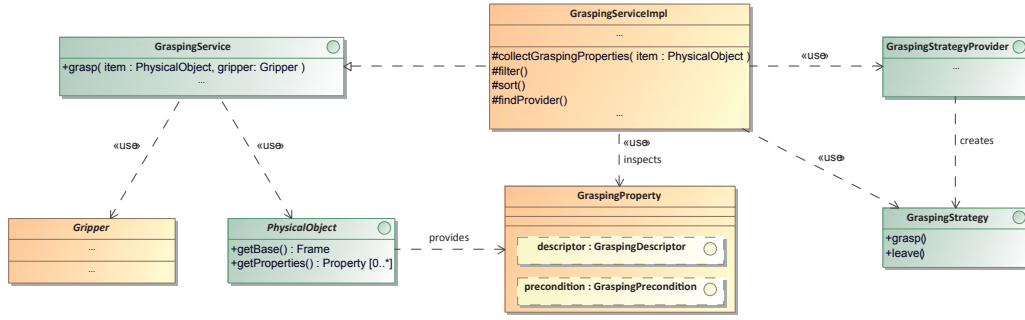 GraspingServiceImpl
...
#collectGraspingProperties( item : PhysicalObject )
#filter()
#sort()
#findProvider()
...
GraspingService
+grasp( item : PhysicalObject, gripper: Gripper )
...
GraspingStrategyProvider
...
«use»
«use»
«use»
«use»
inspects
«use»
creates
Gripper
...
...
PhysicalObject
+getBase() : Frame
+getProperties() : Property [0..*]
provides
GraspingProperty
descriptor : GraspingDescriptor
precondition : GraspingPrecondition
GraspingStrategy
+grasp()
+leave()